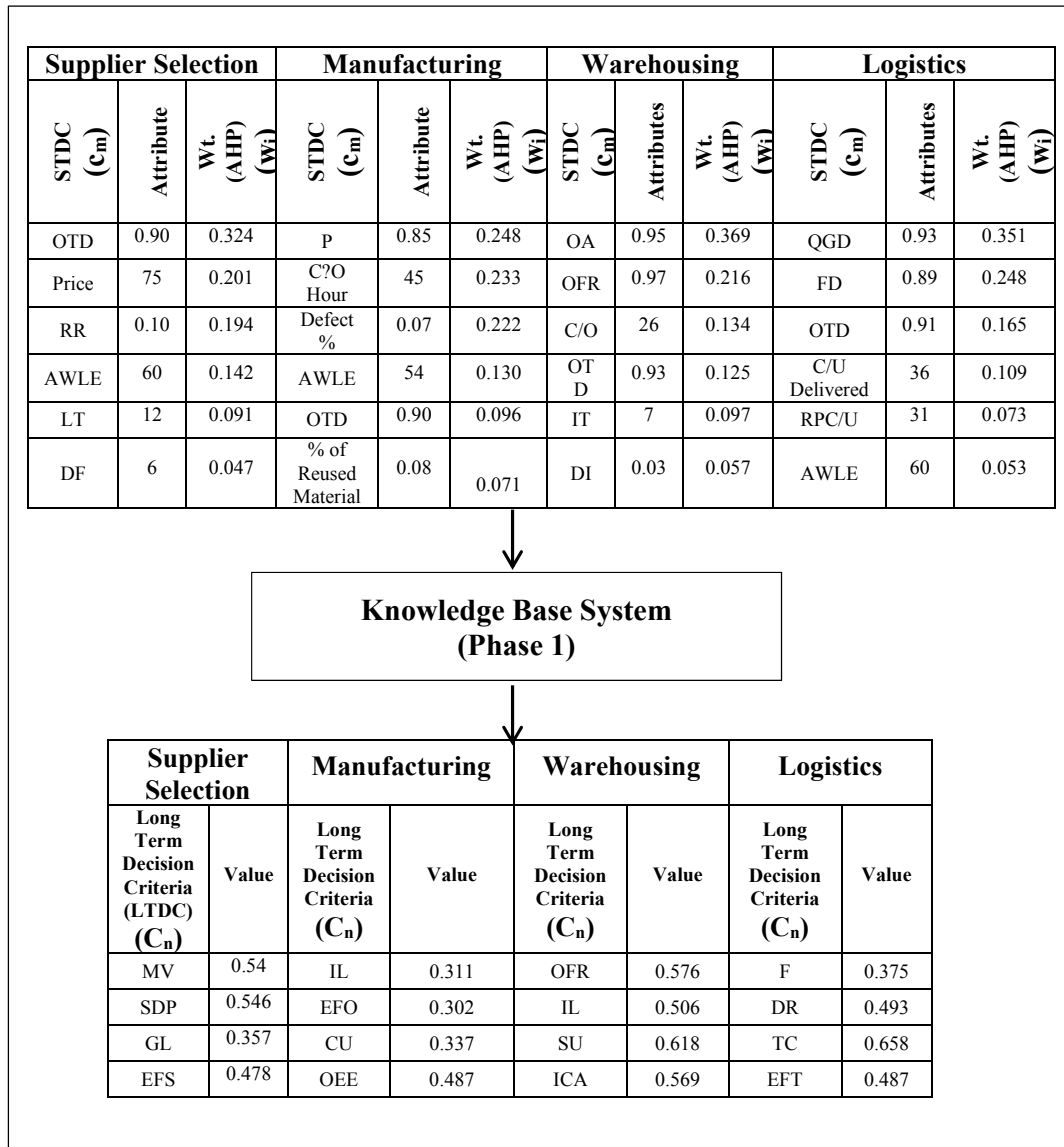 Supplier Selection Manufacturing Warehousing Logistics
STDC (cm) Attribute Wt. (AHP) (wi) STDC (cm) Attribute Wt. (AHP) (wi) STDC (cm) Attributes Wt. (AHP) (wi) STDC (cm) Attributes Wt. (AHP) (wi)
OTD 0.90 0.324 P 0.85 0.248 OA 0.95 0.369 QGD 0.93 0.351
Price 75 0.201 C?O Hour 45 0.233 OFR 0.97 0.216 FD 0.89 0.248
RR 0.10 0.194 Defect % 0.07 0.222 C/O 26 0.134 OTD 0.91 0.165
AWLE 60 0.142 AWLE 54 0.130 OT D 0.93 0.125 C/U Delivered 36 0.109
LT 12 0.091 OTD 0.90 0.096 IT 7 0.097 RPC/U 31 0.073
DF 6 0.047 % of Reused Material 0.08 0.071 DI 0.03 0.057 AWLE 60 0.053
Knowledge Base System
(Phase 1)
Supplier Selection Manufacturing Warehousing Logistics
Long Term Decision Criteria (LTDC) (Cn) Value Long Term Decision Criteria (Cn) Value Long Term Decision Criteria (Cn) Value Long Term Decision Criteria (Cn) Value
MV 0.54 IL 0.311 OFR 0.576 F 0.375
SDP 0.546 EFO 0.302 IL 0.506 DR 0.493
GL 0.357 CU 0.337 SU 0.618 TC 0.658
EFS 0.478 OEE 0.487 ICA 0.569 EFT 0.487